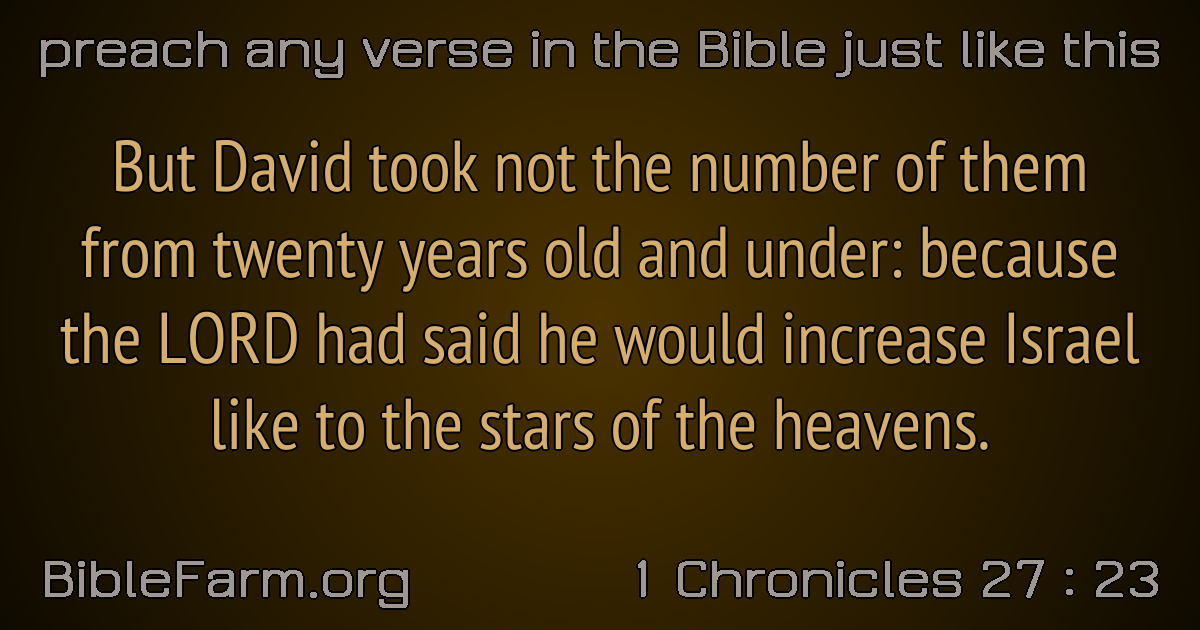 preach any verse in the Bible just like this
But David took not the number of them
from twenty years old and under: because
the LORD had said he would increase Israel
like to the stars of the heavens.
BibleFarm.org 1 Chronicles 27 : 23